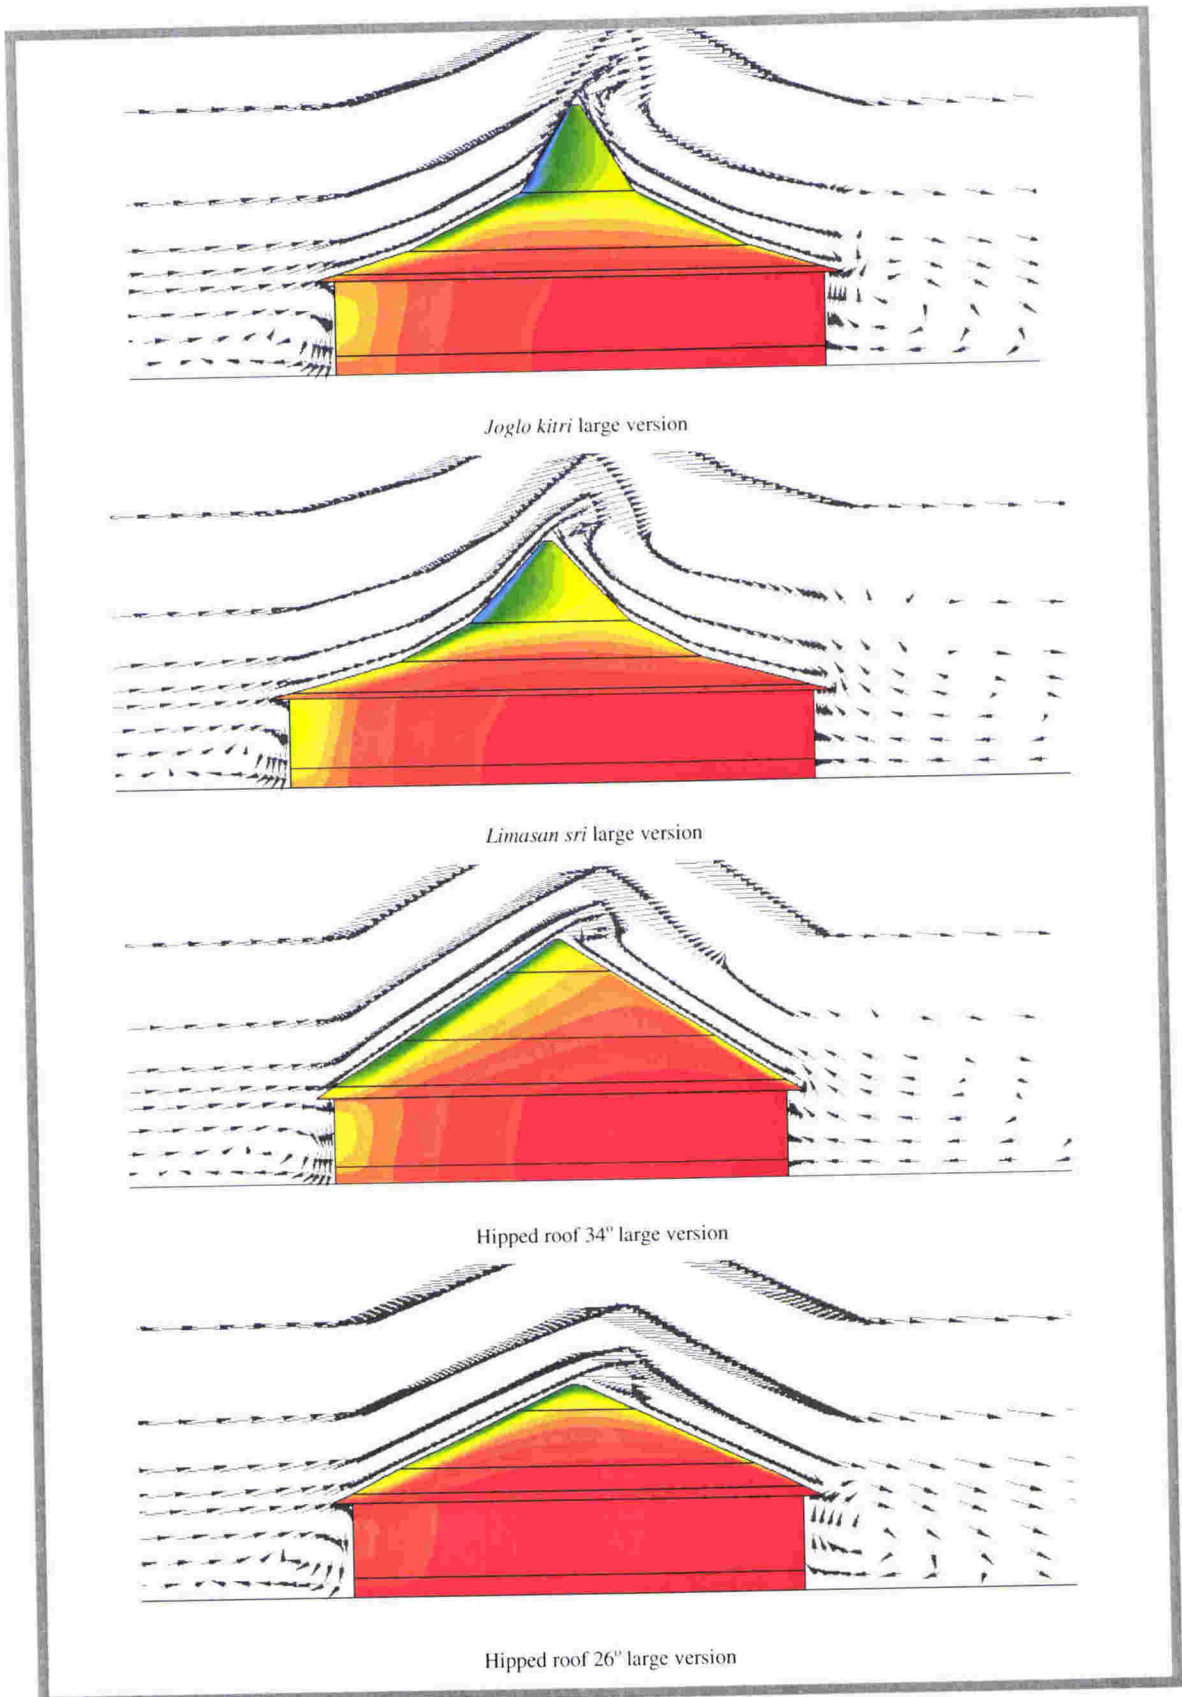 Joglo kitri large version
Limasan sri large version
Hipped roof 34° large version
Hipped roof 26° large version